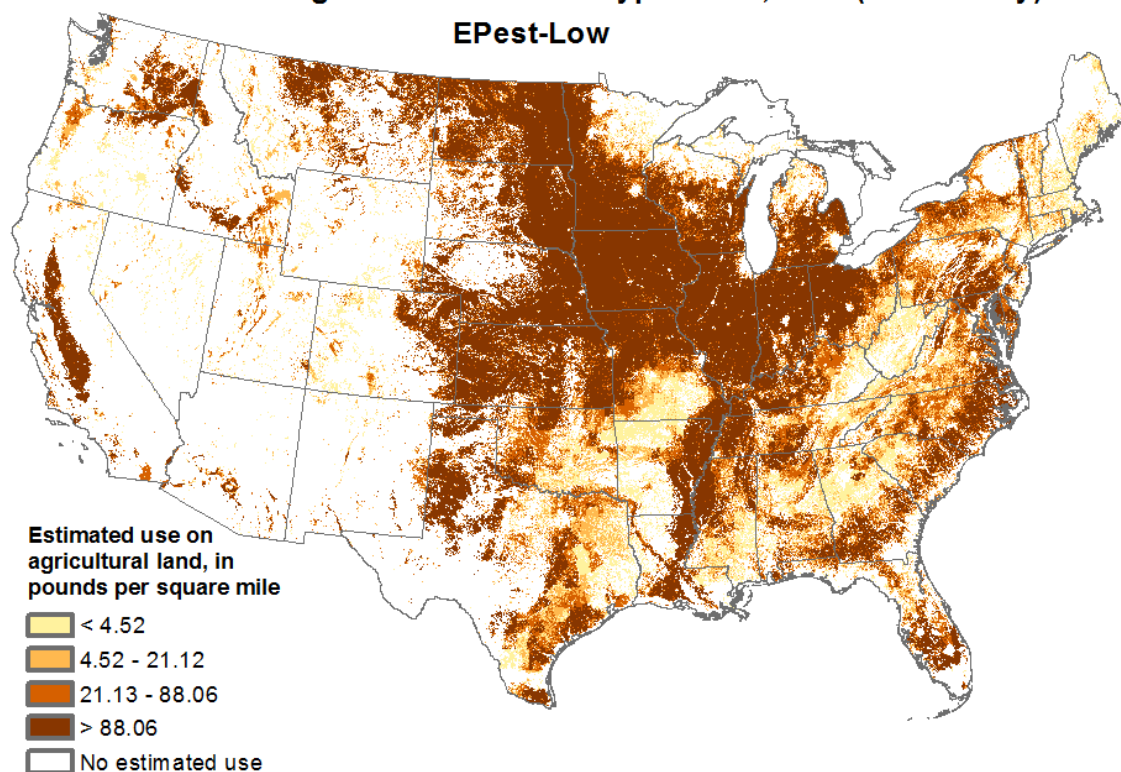 EPest-Low
Estimated use on
agricultural land, in
pounds per square mile
< 4.52
4.52 - 21.12
21.13 - 88.06
> 88.06
No estimated use